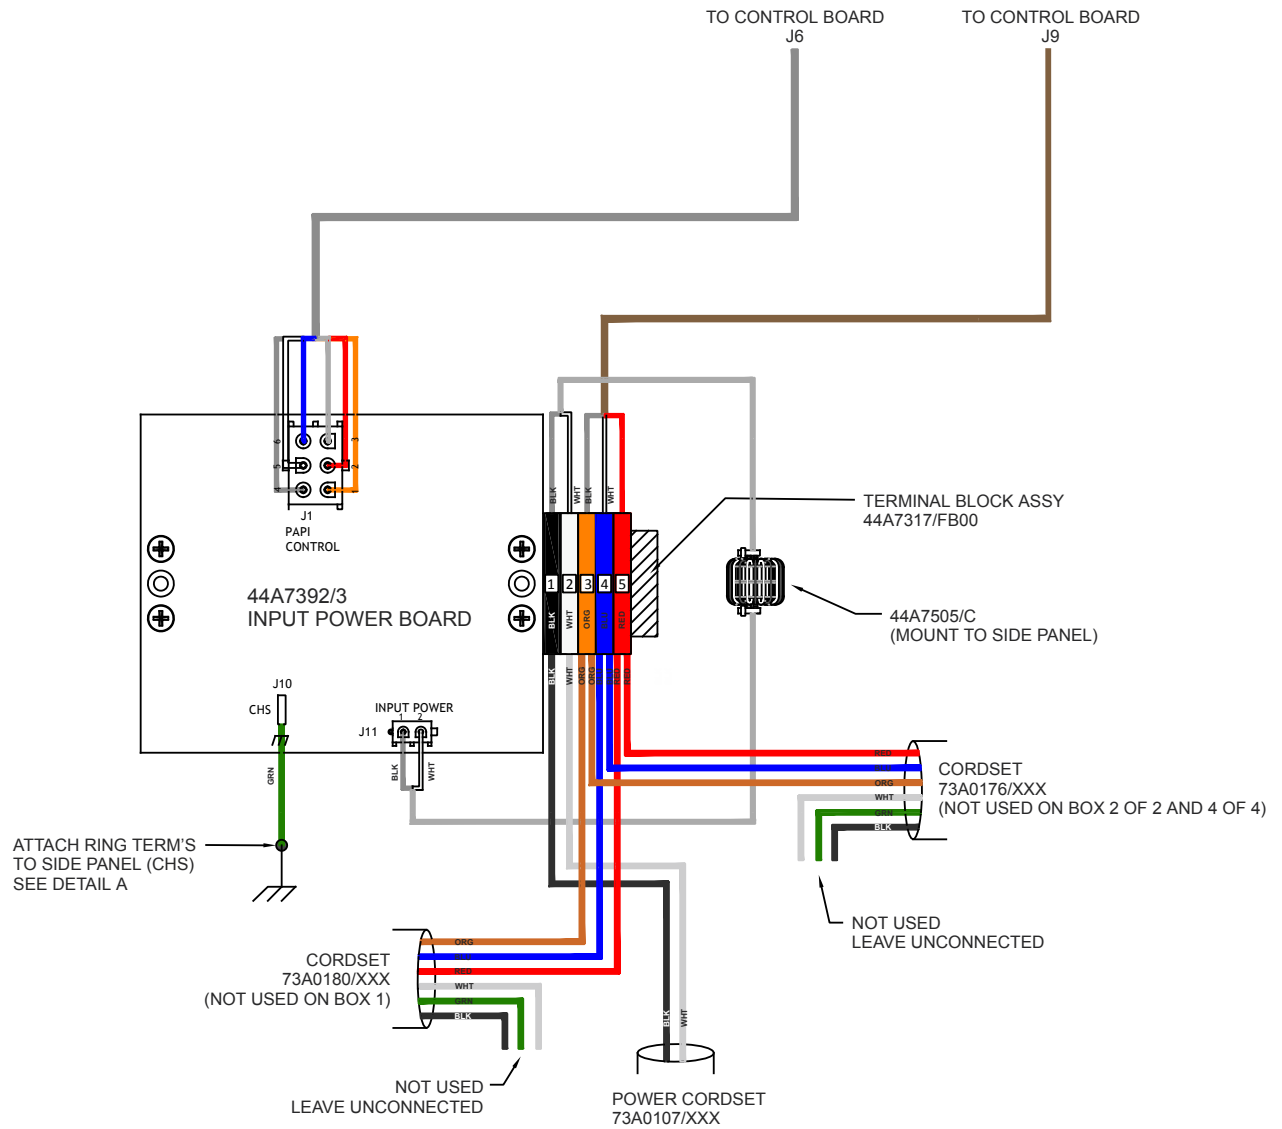 TO CONTROL BOARD
J6
TO CONTROL BOARD
J9
6
5
4
3
2
1
J1
PAPI
CONTROL
44A7392/3
INPUT POWER BOARD
BLK
WHT
BLK
WHT
1
2
3
4
5
BLK
WHT
ORG
BLU
RED
TERMINAL BLOCK ASSY
44A7317/FB00
44A7505/C
(MOUNT TO SIDE PANEL)
BLK
WHT
ORG
ORG
RED
RED
J10
CHS
GRN
INPUT POWER
1
2
J11
BLK
WHT
RED
BLU
ORG
WHT
GRN
BLK
CORDSET
73A0176/XXX
(NOT USED ON BOX 2 OF 2 AND 4 OF 4)
NOT USED
LEAVE UNCONNECTED
ATTACH RING TERM'S
TO SIDE PANEL (CHS)
SEE DETAIL A
CORDSET
73A0180/XXX
(NOT USED ON BOX 1)
ORG
BLU
RED
WHT
GRN
BLK
NOT USED
LEAVE UNCONNECTED
BLK
WHT
POWER CORDSET
73A0107/XXX